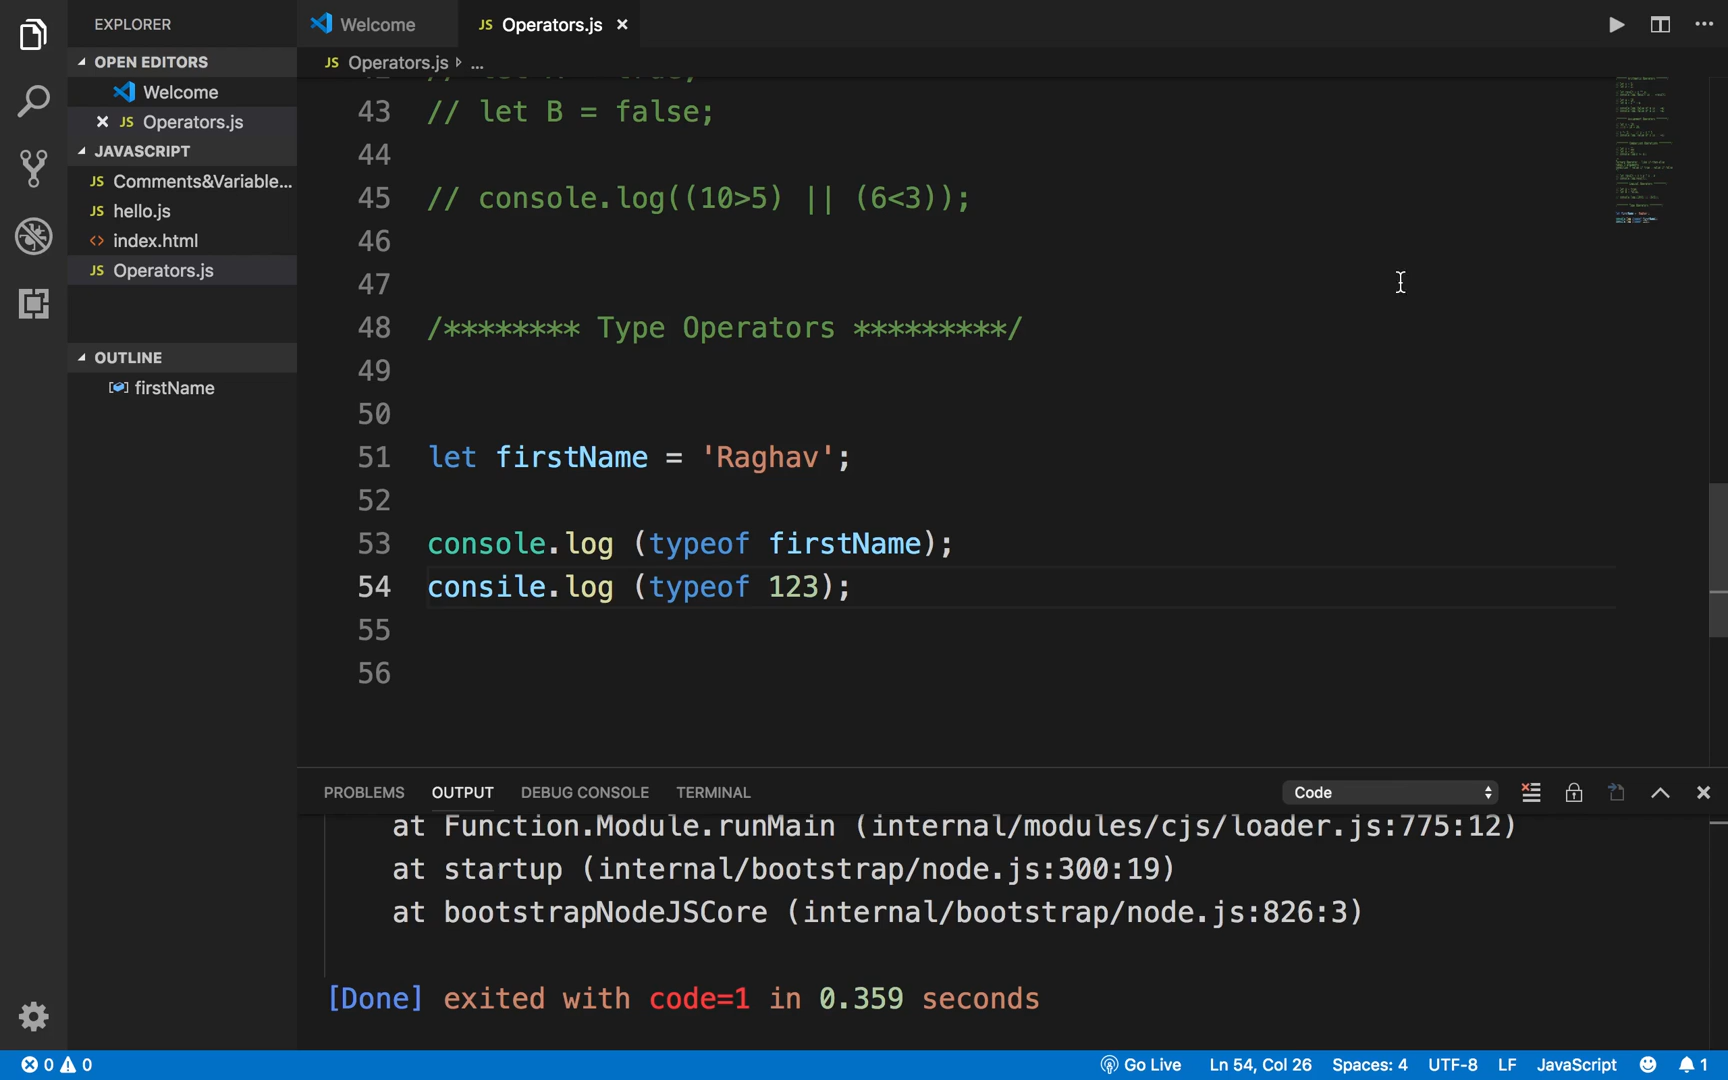 EXPLORER
Welcome
JS Operators.js ×
OPEN EDITORS
JS Operators.js ...
Welcome
× JS Operators.js
JAVASCRIPT
JS Comments&Variable...
JS hello.js
<> index.html
JS Operators.js
OUTLINE
firstName
43 // let B = false;
44
45 // console.log((10>5) || (6<3));
46
47
48 /******** Type Operators *********/
49
50
51 let firstName = 'Raghav';
52
53 console.log (typeof firstName);
54 consile.log (typeof 123);
55
56
PROBLEMS OUTPUT DEBUG CONSOLE TERMINAL Code
at Function.Module.runMain (internal/modules/cjs/loader.js:775:12)
at startup (internal/bootstrap/node.js:300:19)
at bootstrapNodeJSCore (internal/bootstrap/node.js:826:3)
[Done] exited with code=1 in 0.359 seconds
0 0 Go Live Ln 54, Col 26 Spaces: 4 UTF-8 LF JavaScript 1